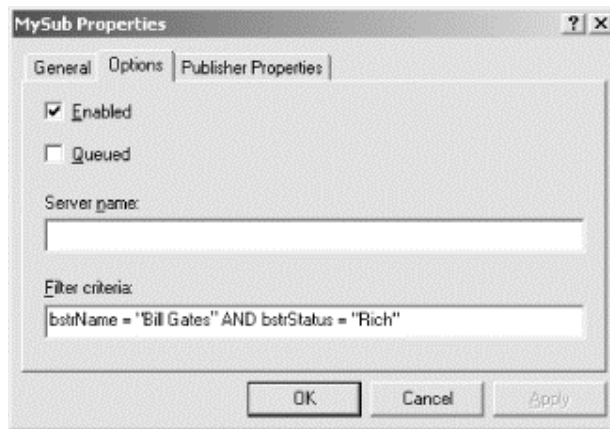 MySub Properties
General Options Publisher Properties
Enabled
Queued
Server name:
Filter criteria:
bstrName = "Bill Gates" AND bstrStatus = "Rich"
OK Cancel Apply